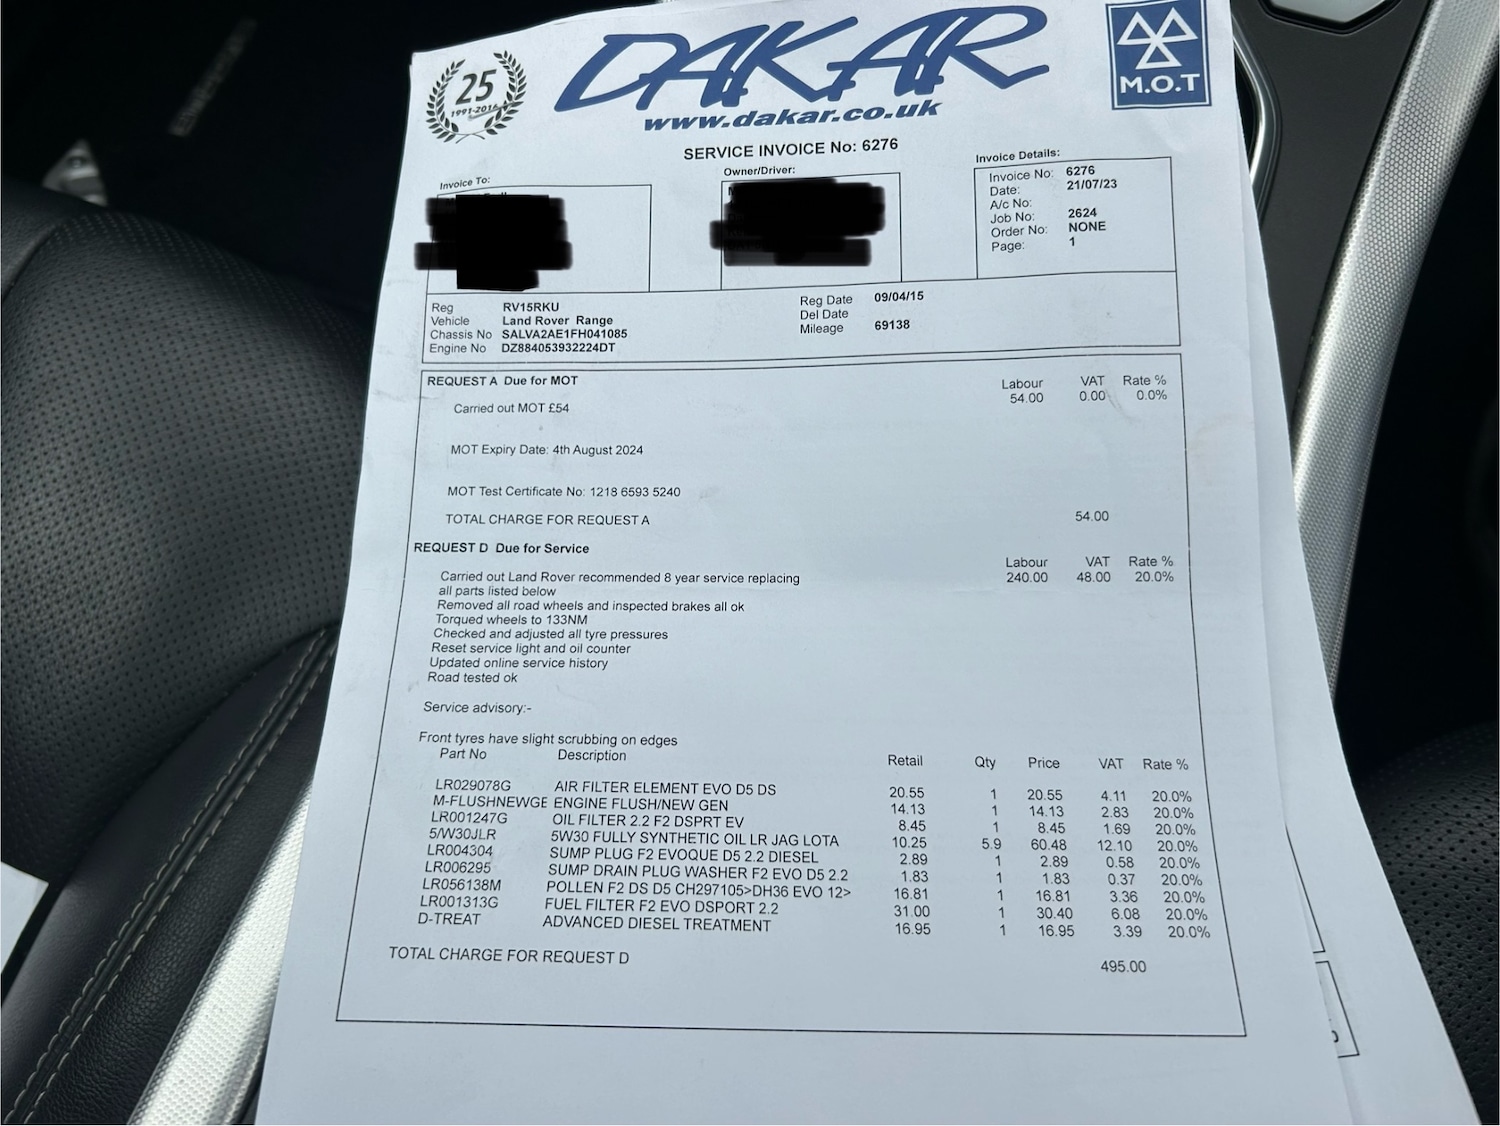 25
1991-2016
DAKAR
www.dakar.co.uk
M.O.T
SERVICE INVOICE No: 6276
Invoice To:
Owner/Driver:
Invoice Details:
Invoice No: 6276
Date: 21/07/23
A/c No:
Job No: 2624
Order No: NONE
Page: 1
Reg RV15RKU
Vehicle Land Rover Range
Chassis No SALVA2AE1FH041085
Engine No DZ884053932224DT
Reg Date 09/04/15
Del Date
Mileage 69138
REQUEST A Due for MOT
Labour VAT Rate %
Carried out MOT £54 54.00 0.00 0.0%
MOT Expiry Date: 4th August 2024
MOT Test Certificate No: 1218 6593 5240
TOTAL CHARGE FOR REQUEST A 54.00
REQUEST D Due for Service
Labour VAT Rate %
Carried out Land Rover recommended 8 year service replacing 240.00 48.00 20.0%
all parts listed below
Removed all road wheels and inspected brakes all ok
Torqued wheels to 133NM
Checked and adjusted all tyre pressures
Reset service light and oil counter
Updated online service history
Road tested ok
Service advisory:-
Front tyres have slight scrubbing on edges
Part No Description Retail Qty Price VAT Rate %
LR029078G AIR FILTER ELEMENT EVO D5 DS 20.55 1 20.55 4.11 20.0%
M-FLUSHNEWGE ENGINE FLUSH/NEW GEN 14.13 1 14.13 2.83 20.0%
LR001247G OIL FILTER 2.2 F2 DSPRT EV 8.45 1 8.45 1.69 20.0%
5/W30JLR 5W30 FULLY SYNTHETIC OIL LR JAG LOTA 10.25 5.9 60.48 12.10 20.0%
LR004304 SUMP PLUG F2 EVOQUE D5 2.2 DIESEL 2.89 1 2.89 0.58 20.0%
LR006295 SUMP DRAIN PLUG WASHER F2 EVO D5 2.2 1.83 1 1.83 0.37 20.0%
LR056138M POLLEN F2 DS D5 CH297105>DH36 EVO 12> 16.81 1 16.81 3.36 20.0%
LR001313G FUEL FILTER F2 EVO DSPORT 2.2 31.00 1 30.40 6.08 20.0%
D-TREAT ADVANCED DIESEL TREATMENT 16.95 1 16.95 3.39 20.0%
TOTAL CHARGE FOR REQUEST D 495.00